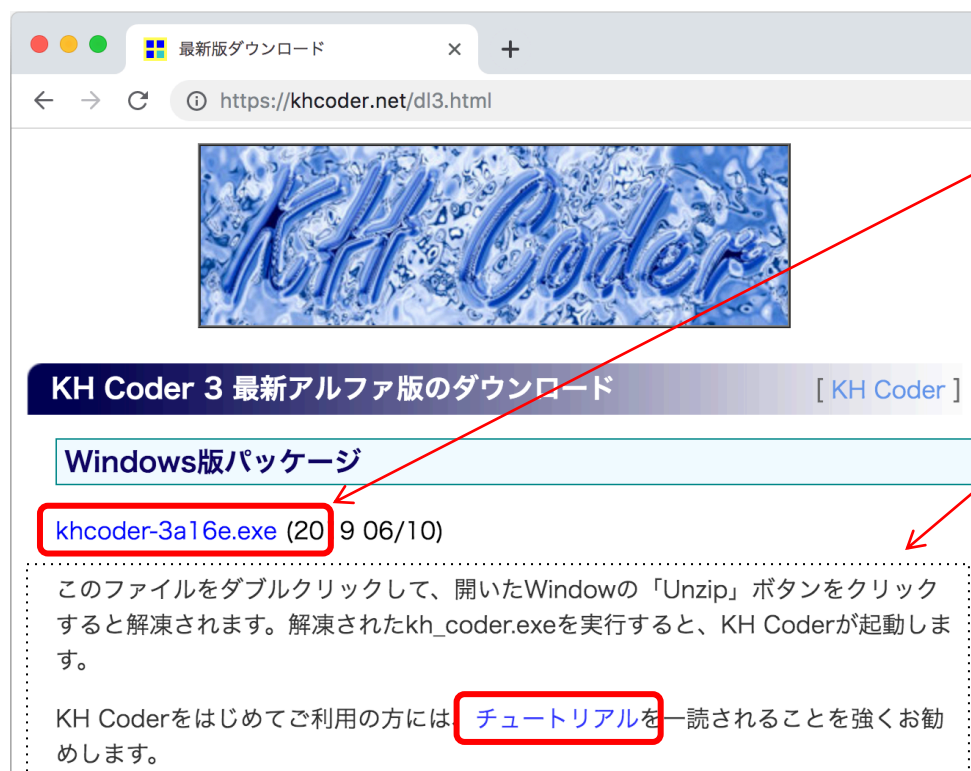 最新版ダウンロード
https://khcoder.net/dl3.html
KH Coder
KH Coder 3 最新アルファ版のダウンロード [ KH Coder ]
Windows版パッケージ
khcoder-3a16e.exe (20 9 06/10)
このファイルをダブルクリックして、開いたWindowの「Unzip」ボタンをクリック
すると解凍されます。解凍されたkh_coder.exeを実行すると、KH Coderが起動しま
す。
KH Coderをはじめてご利用の方には、チュートリアルを一読されることを強くお勧
めします。